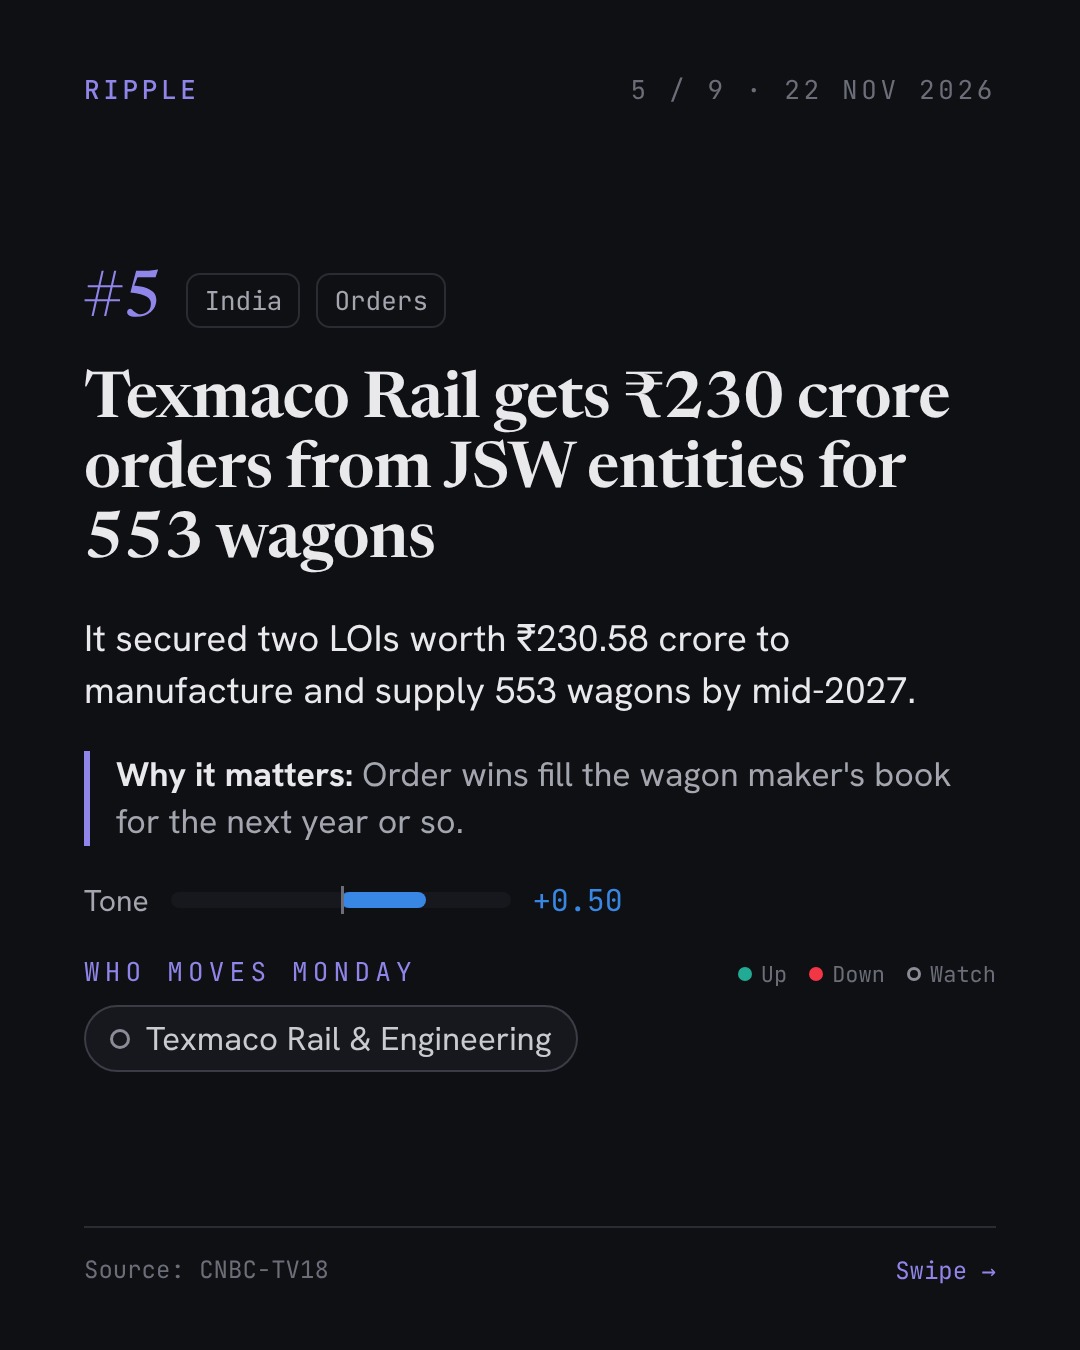 RIPPLE
5 / 9 · 22 NOV 2026
#5 India Orders
Texmaco Rail gets ₹230 crore
orders from JSW entities for
553 wagons
It secured two LOIs worth ₹230.58 crore to
manufacture and supply 553 wagons by mid-2027.
Why it matters: Order wins fill the wagon maker's book
for the next year or so.
Tone +0.50
WHO MOVES MONDAY
Up Down Watch
Texmaco Rail & Engineering
Source: CNBC-TV18
Swipe →